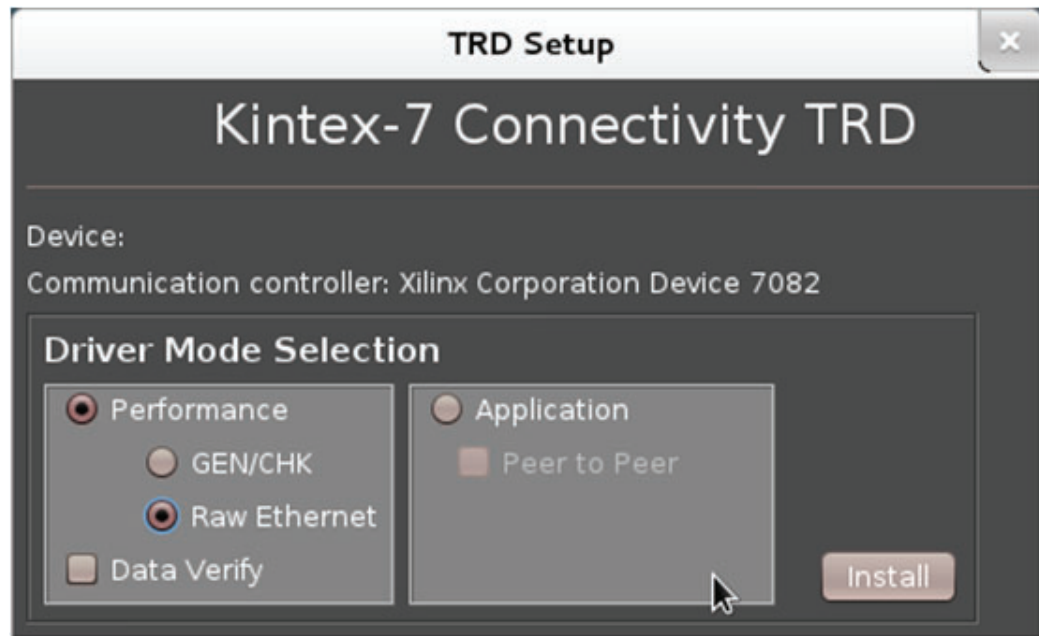 TRD Setup
Kintex-7 Connectivity TRD
Device:
Communication controller: Xilinx Corporation Device 7082
Driver Mode Selection
Performance
GEN/CHK
Raw Ethernet
Data Verify
Application
Peer to Peer
Install